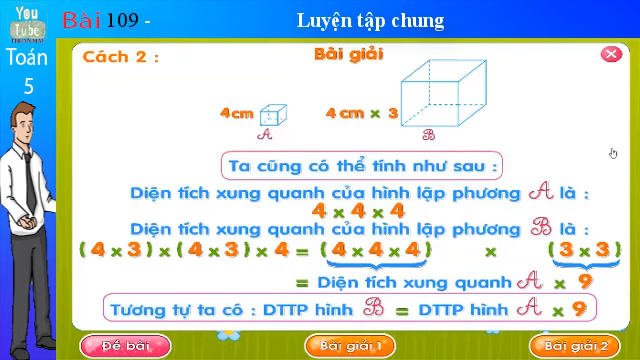 You
Tube
THUYN MAI
Bài 109 - Luyện tập chung
Toán
5
Cách 2 :
Bài giải
4 cm
4 cm x 3
A
B
Ta cũng có thể tính như sau :
Diện tích xung quanh của hình lập phương A là :
4 x 4 x 4
Diện tích xung quanh của hình lập phương B là :
( 4 x 3 ) x ( 4 x 3 ) x 4 = ( 4 x 4 x 4 ) x ( 3 x 3 )
= Diện tích xung quanh A x 9
Tương tự ta có : DTTP hình B = DTTP hình A x 9
Đề bài
Bài giải 1
Bài giải 2